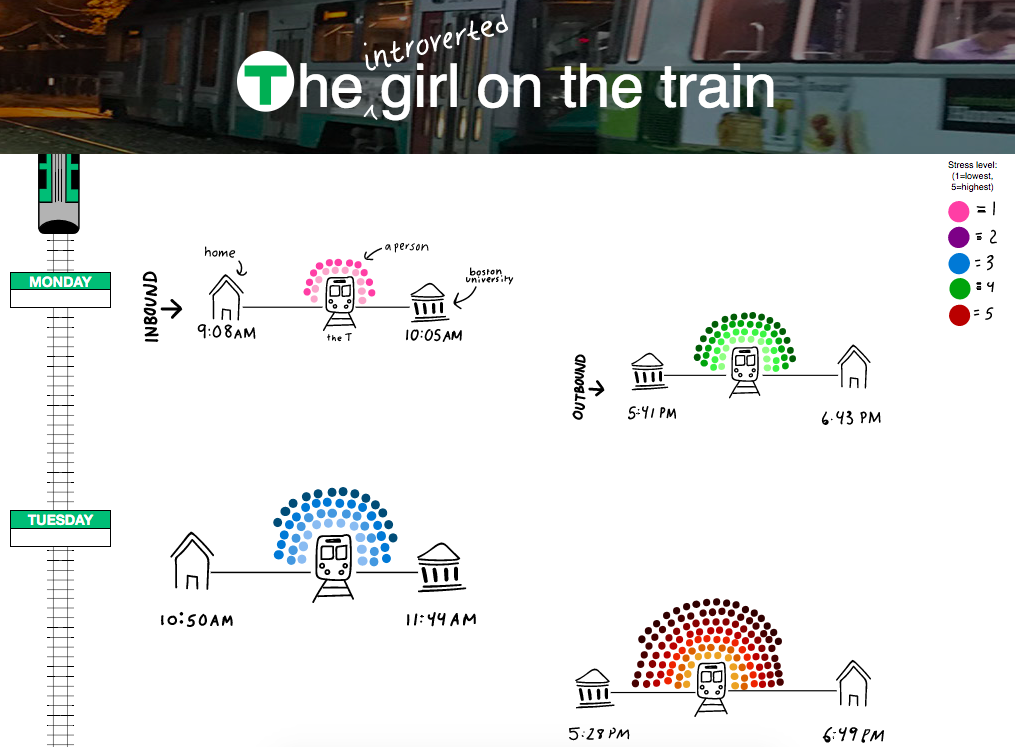 The introverted girl on the train
Stress level:
(1=lowest,
5=highest)
= 1
= 2
= 3
= 4
= 5
MONDAY
INBOUND
home
a person
boston
university
9:08AM
the T
10:05AM
OUTBOUND
5:41 PM
6:43 PM
TUESDAY
10:50AM
11:44 AM
5:28 PM
6:49 PM